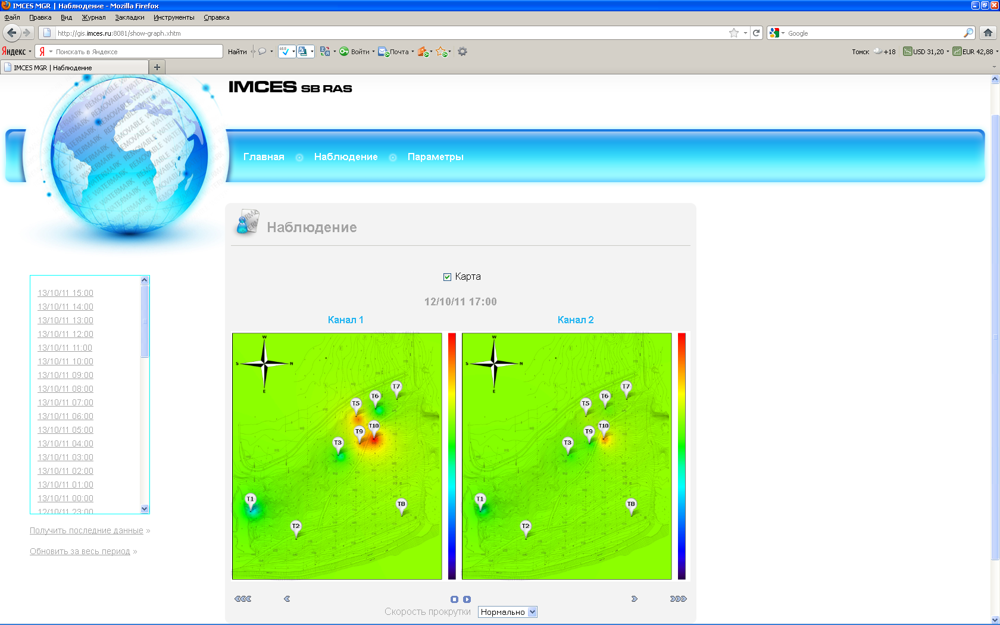 IMCES MGR | Наблюдение - Mozilla Firefox
Файл Правка Вид Журнал Закладки Инструменты Справка
http://gis.imces.ru:8081/show-graph.xhtm
Google
Яндекс
Я Поискать в Яндексе
Найти
Войти
Почта
Томск +18 USD 31,20 EUR 42,88
IMCES MGR | Наблюдение
IMCES SB RAS
REMOVABLE WATERMARK
Главная Наблюдение Параметры
Наблюдение
Карта
12/10/11 17:00
Канал 1 Канал 2
13/10/11 15:00
13/10/11 14:00
13/10/11 13:00
13/10/11 12:00
13/10/11 11:00
13/10/11 10:00
13/10/11 09:00
13/10/11 08:00
13/10/11 07:00
13/10/11 06:00
13/10/11 05:00
13/10/11 04:00
13/10/11 03:00
13/10/11 02:00
13/10/11 01:00
13/10/11 00:00
12/10/11 23:00
Получить последние данные »
Обновить за весь период »
W
S N
E
T7
T6
T5
T10
T9
T3
T1
T8
T2
W
S N
E
T7
T6
T5
T10
T9
T3
T1
T8
T2
Скорость прокрутки Нормально